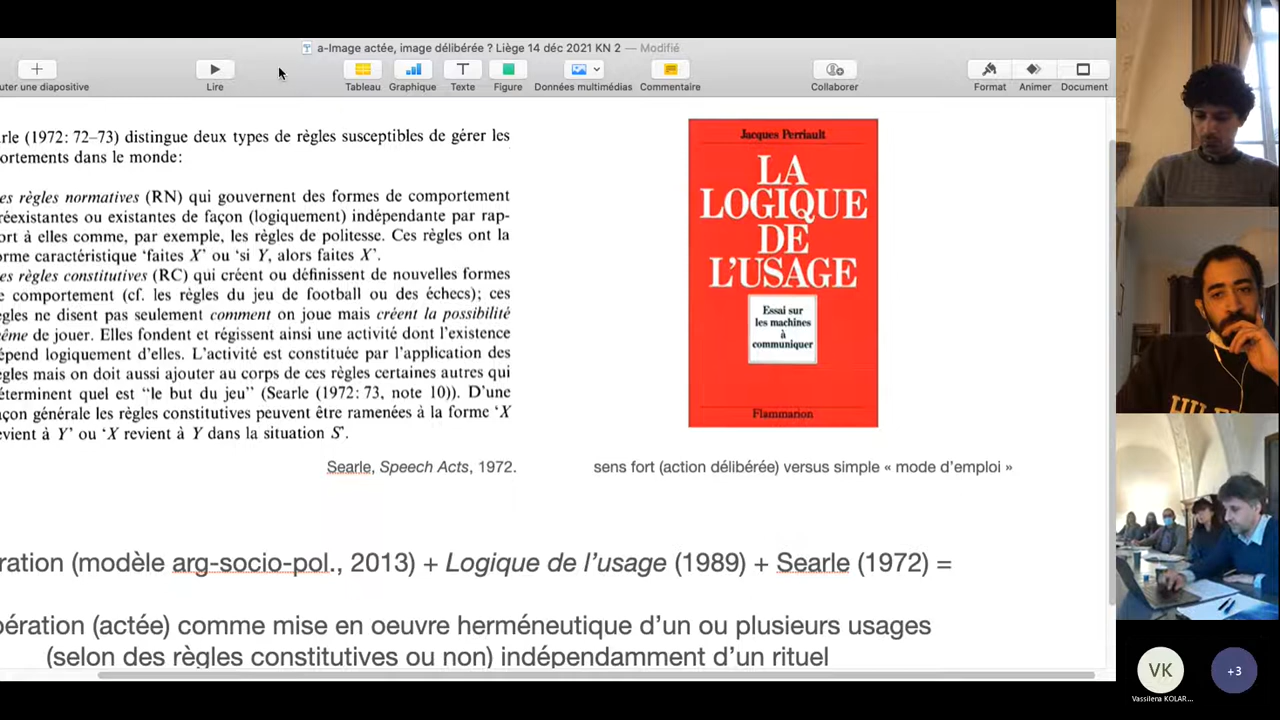 a-Image actée, image délibérée ? Liège 14 déc 2021 KN 2 — Modifié
uter une diapositive
Lire
Tableau
Graphique
Texte
Figure
Données multimédias
Commentaire
Collaborer
Format
Animer
Document
rle (1972: 72–73) distingue deux types de règles susceptibles de gérer les
ortements dans le monde:
es règles normatives (RN) qui gouvernent des formes de comportement
réexistantes ou existantes de façon (logiquement) indépendante par rap-
ort à elles comme, par exemple, les règles de politesse. Ces règles ont la
orme caractéristique ‘faites X’ ou ‘si Y, alors faites X’.
es règles constitutives (RC) qui créent ou définissent de nouvelles formes
e comportement (cf. les règles du jeu de football ou des échecs); ces
ègles ne disent pas seulement comment on joue mais créent la possibilité
ême de jouer. Elles fondent et régissent ainsi une activité dont l’existence
épend logiquement d’elles. L’activité est constituée par l’application des
ègles mais on doit aussi ajouter au corps de ces règles certaines autres qui
éterminent quel est “le but du jeu” (Searle (1972: 73, note 10)). D’une
açon générale les règles constitutives peuvent être ramenées à la forme ‘X
evient à Y’ ou ‘X revient à Y dans la situation S’.
Searle, Speech Acts, 1972.
Jacques Perriault
LA
LOGIQUE
DE
L’USAGE
Essai sur
les machines
à
communiquer
Flammarion
sens fort (action délibérée) versus simple « mode d’emploi »
ration (modèle arg-socio-pol., 2013) + Logique de l’usage (1989) + Searle (1972) =
pération (actée) comme mise en oeuvre herméneutique d’un ou plusieurs usages
(selon des règles constitutives ou non) indépendamment d’un rituel
VK
Vassilena KOLAR...
+3